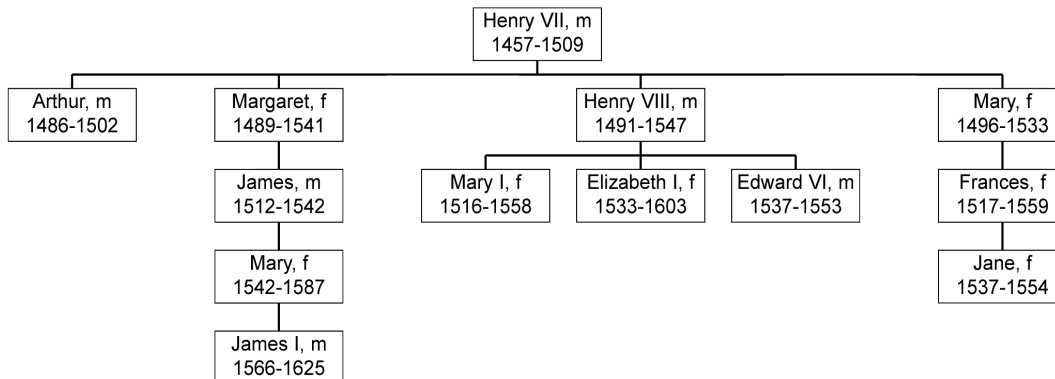 Henry VII, m
1457-1509
Arthur, m
1486-1502
Margaret, f
1489-1541
Henry VIII, m
1491-1547
Mary, f
1496-1533
James, m
1512-1542
Mary I, f
1516-1558
Elizabeth I, f
1533-1603
Edward VI, m
1537-1553
Frances, f
1517-1559
Mary, f
1542-1587
Jane, f
1537-1554
James I, m
1566-1625